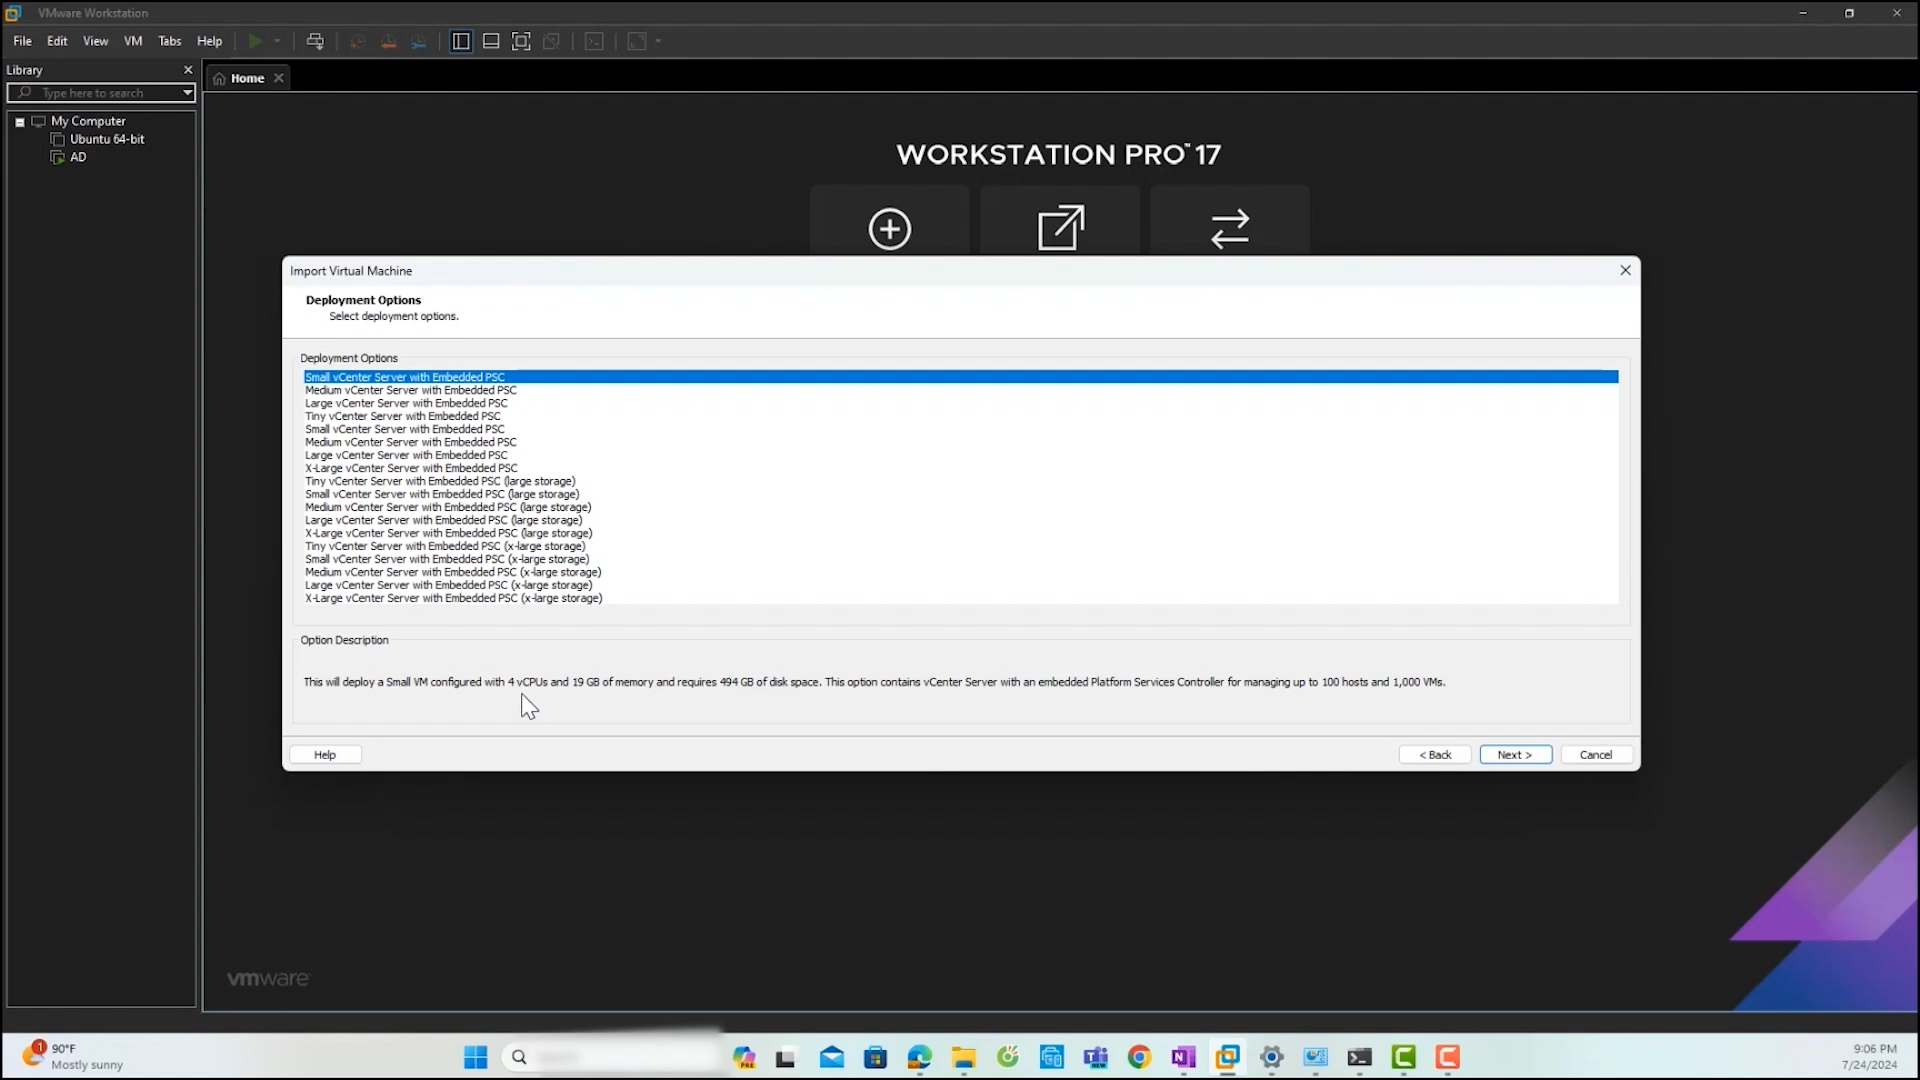 VMware Workstation
File Edit View VM Tabs Help
Library
Type here to search
Home
My Computer
Ubuntu 64-bit
AD
WORKSTATION PRO™ 17
Import Virtual Machine
Deployment Options
Select deployment options.
Deployment Options
Small vCenter Server with Embedded PSC
Medium vCenter Server with Embedded PSC
Large vCenter Server with Embedded PSC
Tiny vCenter Server with Embedded PSC
Small vCenter Server with Embedded PSC
Medium vCenter Server with Embedded PSC
Large vCenter Server with Embedded PSC
X-Large vCenter Server with Embedded PSC
Tiny vCenter Server with Embedded PSC (large storage)
Small vCenter Server with Embedded PSC (large storage)
Medium vCenter Server with Embedded PSC (large storage)
Large vCenter Server with Embedded PSC (large storage)
X-Large vCenter Server with Embedded PSC (large storage)
Tiny vCenter Server with Embedded PSC (x-large storage)
Small vCenter Server with Embedded PSC (x-large storage)
Medium vCenter Server with Embedded PSC (x-large storage)
Large vCenter Server with Embedded PSC (x-large storage)
X-Large vCenter Server with Embedded PSC (x-large storage)
Option Description
This will deploy a Small VM configured with 4 vCPUs and 19 GB of memory and requires 494 GB of disk space. This option contains vCenter Server with an embedded Platform Services Controller for managing up to 100 hosts and 1,000 VMs.
Help
< Back Next > Cancel
vmware
1
90°F
Mostly sunny
PRE
NEW
9:06 PM
7/24/2024